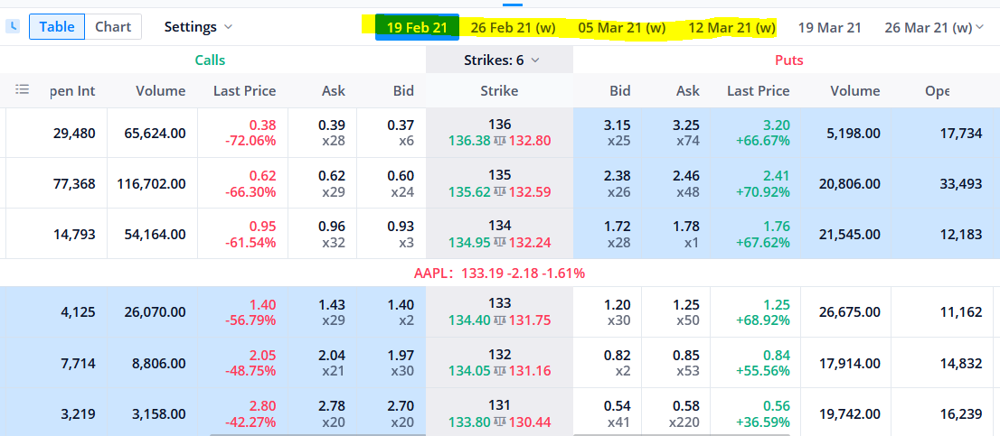 Table Chart Settings 19 Feb 21 26 Feb 21 (w) 05 Mar 21 (w) 12 Mar 21 (w) 19 Mar 21 26 Mar 21 (w)
Calls Strikes: 6 Puts
pen Int Volume Last Price Ask Bid Strike Bid Ask Last Price Volume Ope
29,480 65,624.00 0.38 0.39 0.37 136 3.15 3.25 3.20 5,198.00 17,734
-72.06% x28 x6 136.38 132.80 x25 x74 +66.67%
77,368 116,702.00 0.62 0.62 0.60 135 2.38 2.46 2.41 20,806.00 33,493
-66.30% x29 x24 135.62 132.59 x26 x48 +70.92%
14,793 54,164.00 0.95 0.96 0.93 134 1.72 1.78 1.76 21,545.00 12,183
-61.54% x32 x3 134.95 132.24 x28 x1 +67.62%
AAPL: 133.19 -2.18 -1.61%
4,125 26,070.00 1.40 1.43 1.40 133 1.20 1.25 1.25 26,675.00 11,162
-56.79% x29 x2 134.40 131.75 x30 x50 +68.92%
7,714 8,806.00 2.05 2.04 1.97 132 0.82 0.85 0.84 17,914.00 14,832
-48.75% x21 x30 134.05 131.16 x2 x53 +55.56%
3,219 3,158.00 2.80 2.78 2.70 131 0.54 0.58 0.56 19,742.00 16,239
-42.27% x20 x20 133.80 130.44 x41 x220 +36.59%